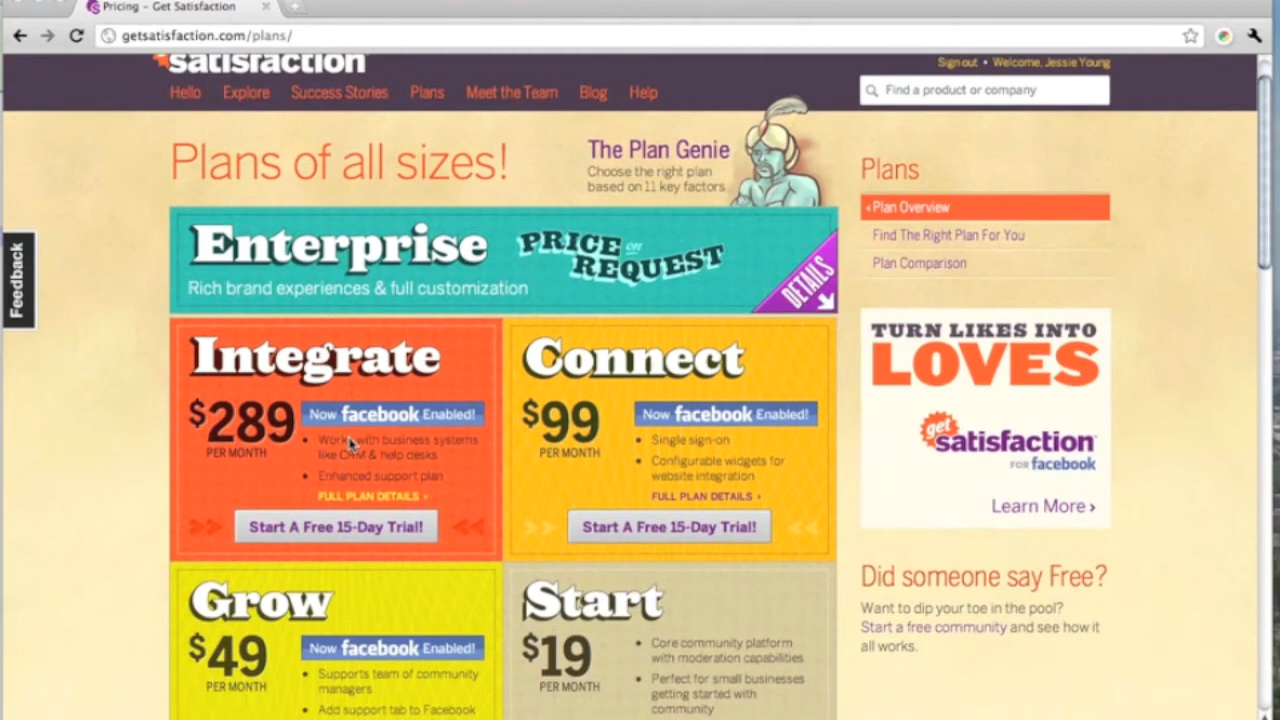 Pricing – Get Satisfaction
getsatisfaction.com/plans/
satisfaction
Sign out • Welcome, Jessie Young
Hello Explore Success Stories Plans Meet the Team Blog Help
Find a product or company
Plans of all sizes!
The Plan Genie
Choose the right plan
based on 11 key factors
Feedback
Enterprise
PRICE ON
REQUEST
Rich brand experiences & full customization
DETAILS
Integrate
$289
PER MONTH
Now facebook Enabled!
• Works with business systems
like CRM & help desks
• Enhanced support plan
FULL PLAN DETAILS ›
Start A Free 15-Day Trial!
Connect
$99
PER MONTH
Now facebook Enabled!
• Single sign-on
• Configurable widgets for
website integration
FULL PLAN DETAILS ›
Start A Free 15-Day Trial!
Grow
$49
PER MONTH
Now facebook Enabled!
• Supports team of community
managers
• Add support tab to Facebook
Start
$19
PER MONTH
• Core community platform
with moderation capabilities
• Perfect for small businesses
getting started with
community
Plans
‹ Plan Overview
Find The Right Plan For You
Plan Comparison
TURN LIKES INTO
LOVES
get
satisfaction
FOR facebook
Learn More ›
Did someone say Free?
Want to dip your toe in the pool?
Start a free community and see how it
all works.